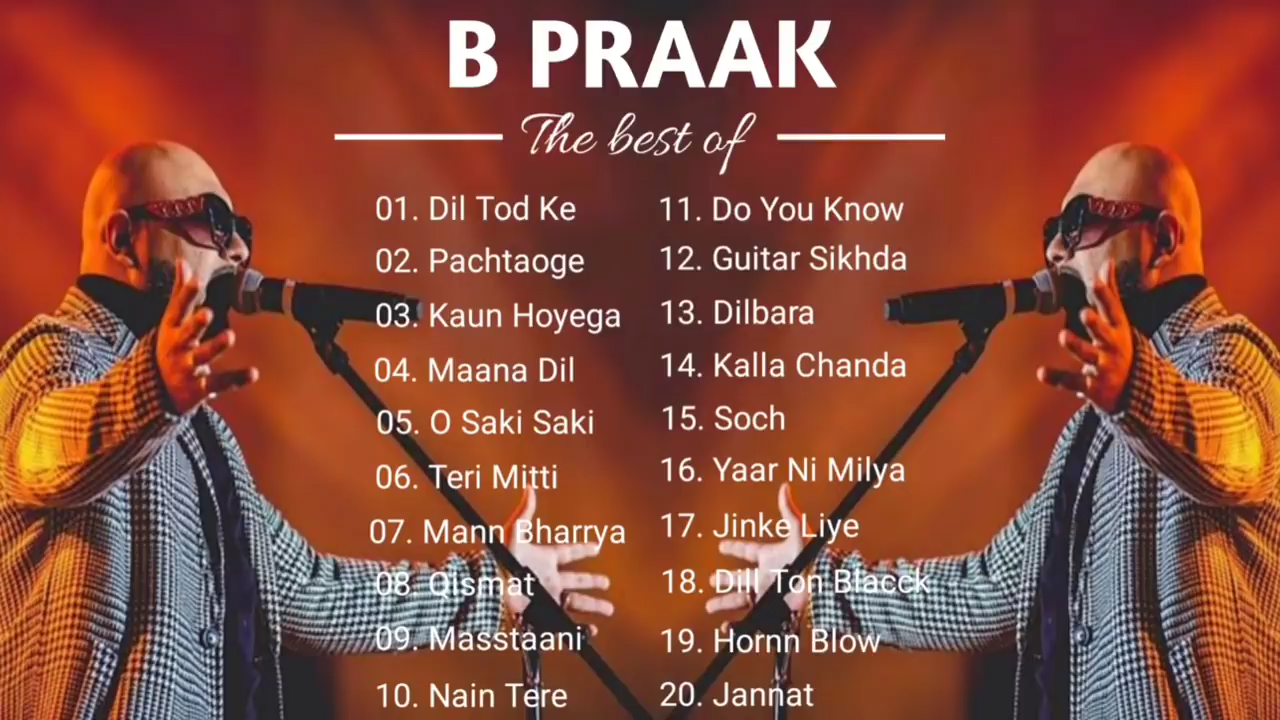 B PRAAK
The best of
01. Dil Tod Ke
02. Pachtaoge
03. Kaun Hoyega
04. Maana Dil
05. O Saki Saki
06. Teri Mitti
07. Mann Bharrya
08. Qismat
09. Masstaani
10. Nain Tere
11. Do You Know
12. Guitar Sikhda
13. Dilbara
14. Kalla Chanda
15. Soch
16. Yaar Ni Milya
17. Jinke Liye
18. Dill Ton Blacck
19. Hornn Blow
20. Jannat